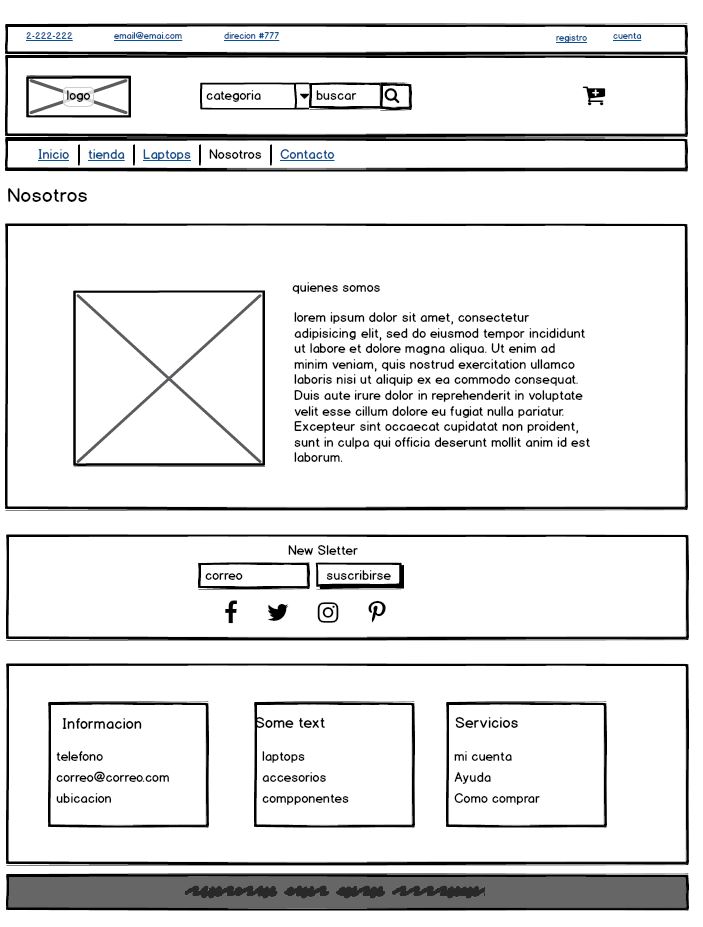 2-222-222 email@emai.com direcion #777 registro cuenta
logo categoria buscar
Inicio tienda Laptops Nosotros Contacto
Nosotros
quienes somos
lorem ipsum dolor sit amet, consectetur
adipisicing elit, sed do eiusmod tempor incididunt
ut labore et dolore magna aliqua. Ut enim ad
minim veniam, quis nostrud exercitation ullamco
laboris nisi ut aliquip ex ea commodo consequat.
Duis aute irure dolor in reprehenderit in voluptate
velit esse cillum dolore eu fugiat nulla pariatur.
Excepteur sint occaecat cupidatat non proident,
sunt in culpa qui officia deserunt mollit anim id est
laborum.
New Sletter
correo suscribirse
Informacion
telefono
correo@correo.com
ubicacion
Some text
laptops
accesorios
compponentes
Servicios
mi cuenta
Ayuda
Como comprar